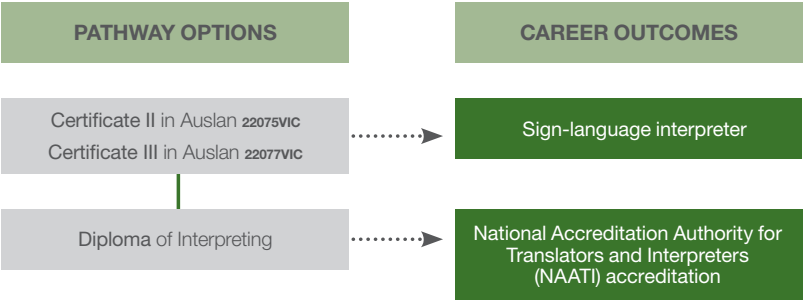 PATHWAY OPTIONS
CAREER OUTCOMES
Certificate II in Auslan 22075VIC
Certificate III in Auslan 22077VIC
Sign-language interpreter
Diploma of Interpreting
National Accreditation Authority for
Translators and Interpreters
(NAATI) accreditation